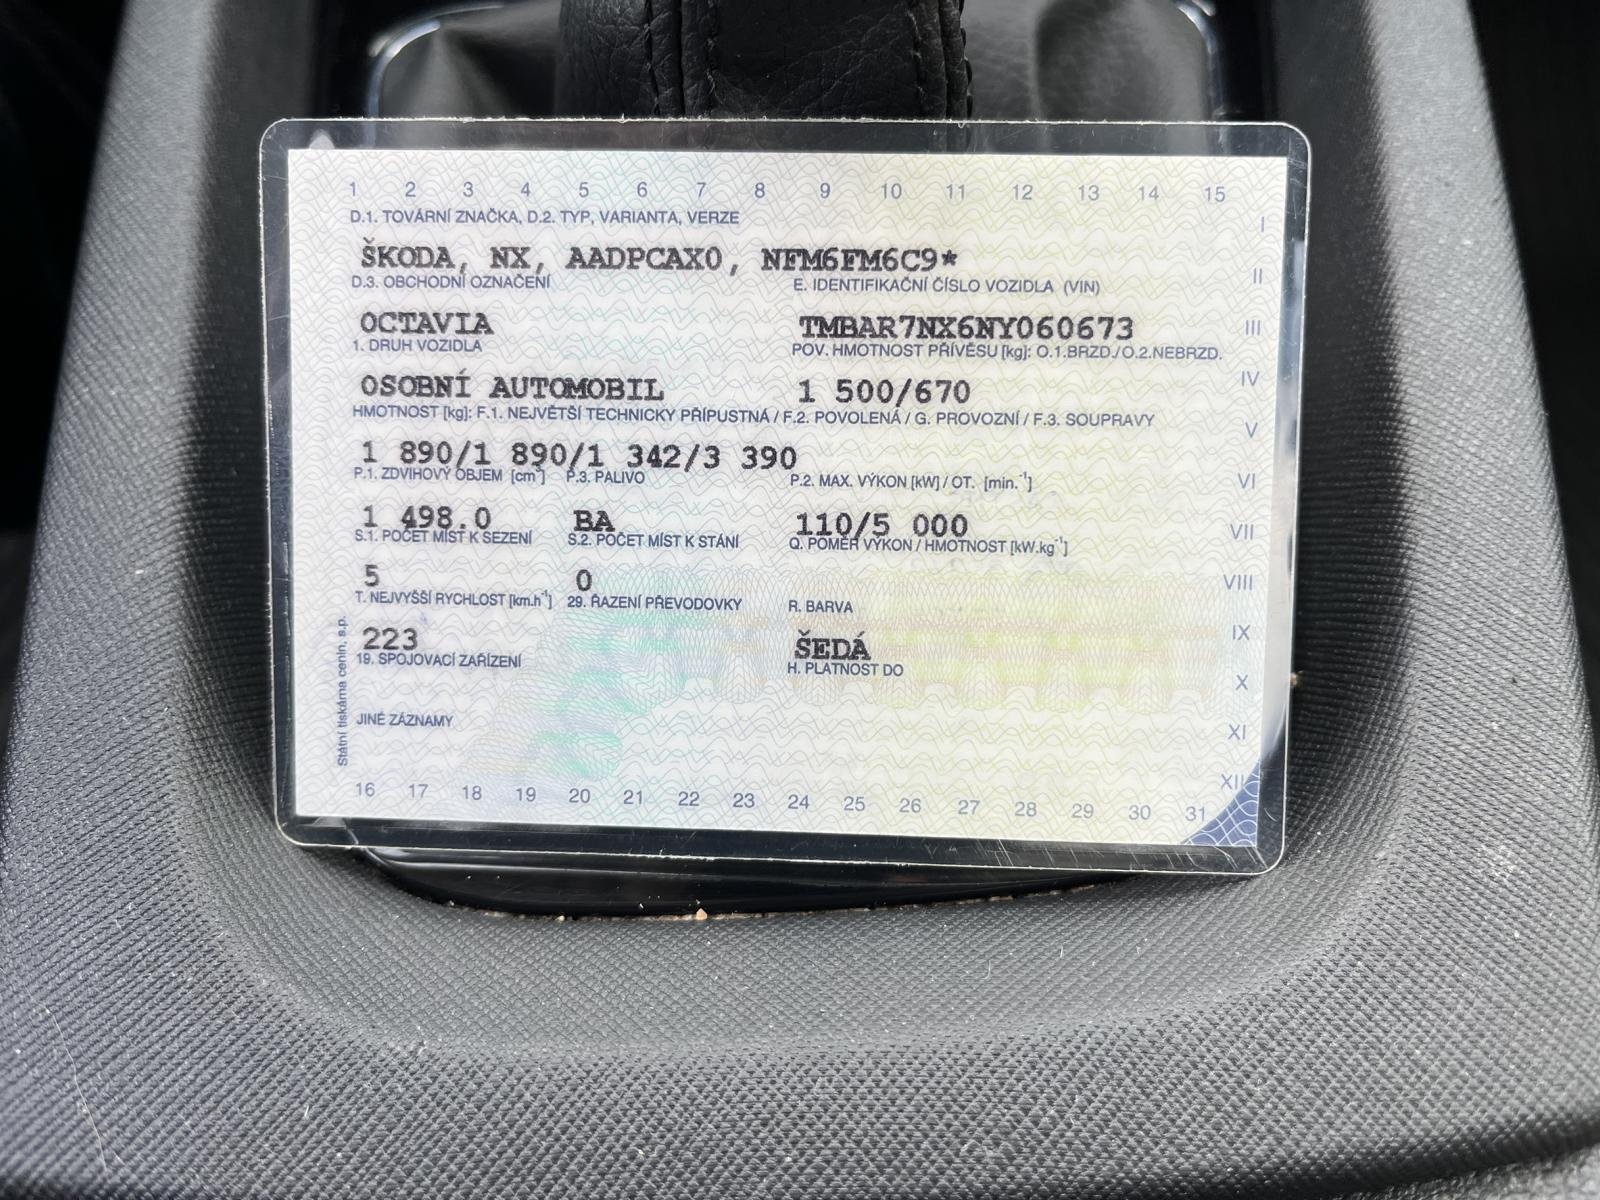 1 2 3 4 5 6 7 8 9 10 11 12 13 14 15
D.1. TOVÁRNÍ ZNAČKA, D.2. TYP, VARIANTA, VERZE
I
ŠKODA, NX, AADPCAX0, NFM6FM6C9*
D.3. OBCHODNÍ OZNAČENÍ E. IDENTIFIKAČNÍ ČÍSLO VOZIDLA (VIN)
II
OCTAVIA TMBAR7NX6NY060673
III
1. DRUH VOZIDLA POV. HMOTNOST PŘÍVĚSU [kg]: O.1.BRZD./O.2.NEBRZD.
OSOBNÍ AUTOMOBIL 1 500/670
IV
HMOTNOST [kg]: F.1. NEJVĚTŠÍ TECHNICKY PŘÍPUSTNÁ / F.2. POVOLENÁ / G. PROVOZNÍ / F.3. SOUPRAVY
V
1 890/1 890/1 342/3 390
P.1. ZDVIHOVÝ OBJEM [cm³] P.3. PALIVO P.2. MAX. VÝKON [kW] / OT. [min.⁻¹]
VI
1 498.0 BA 110/5 000
VII
S.1. POČET MÍST K SEZENÍ S.2. POČET MÍST K STÁNÍ Q. POMĚR VÝKON / HMOTNOST [kW.kg⁻¹]
5 0
VIII
T. NEJVYŠŠÍ RYCHLOST [km.h⁻¹] 29. ŘAZENÍ PŘEVODOVKY R. BARVA
223 ŠEDÁ
IX
19. SPOJOVACÍ ZAŘÍZENÍ H. PLATNOST DO
X
JINÉ ZÁZNAMY
XI
XII
16 17 18 19 20 21 22 23 24 25 26 27 28 29 30 31
Státní tiskárna cenin, s.p.